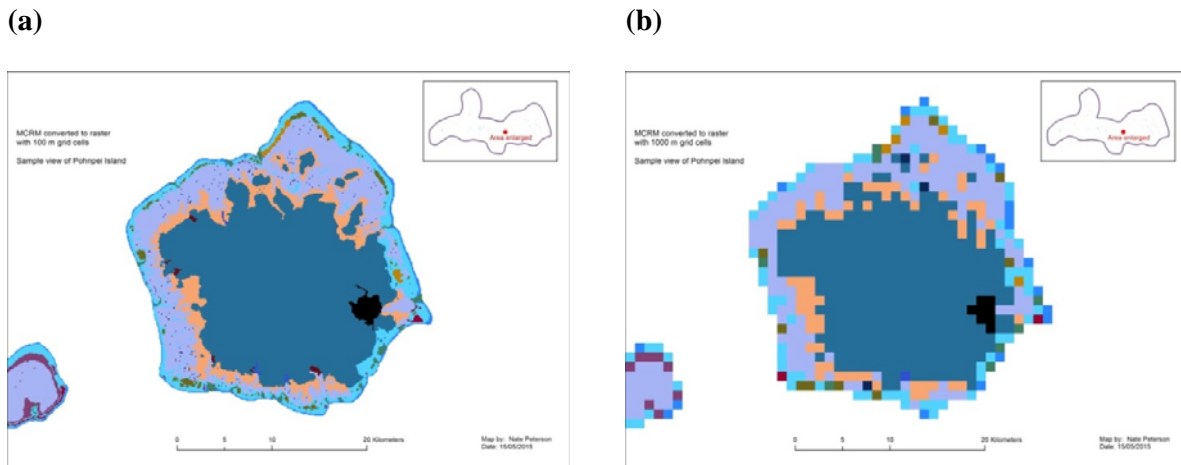 (a)
(b)
MCRM converted to raster
with 100 m grid cells
Sample view of Pohnpei Island
Area enlarged
0 5 10 20 Kilometers
Map by: Nate Peterson
Date: 15/05/2015
MCRM converted to raster
with 1000 m grid cells
Sample view of Pohnpei Island
Area enlarged
0 5 10 20 Kilometers
Map by: Nate Peterson
Date: 15/05/2015